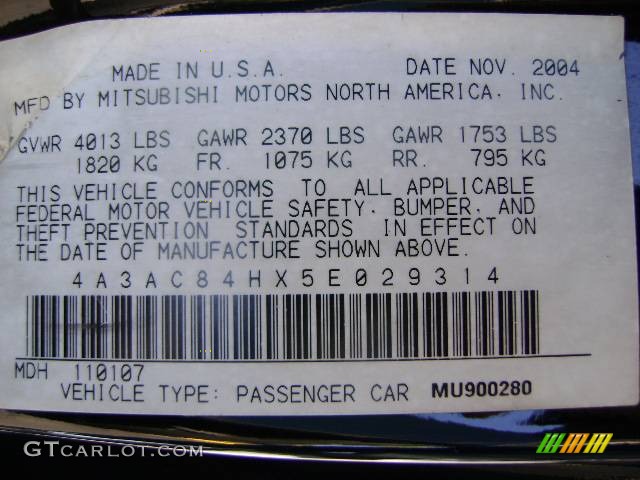 MADE IN U.S.A. DATE NOV. 2004
MFD BY MITSUBISHI MOTORS NORTH AMERICA. INC.
GVWR 4013 LBS GAWR 2370 LBS GAWR 1753 LBS
1820 KG FR. 1075 KG RR. 795 KG
THIS VEHICLE CONFORMS TO ALL APPLICABLE
FEDERAL MOTOR VEHICLE SAFETY. BUMPER. AND
THEFT PREVENTION STANDARDS IN EFFECT ON
THE DATE OF MANUFACTURE SHOWN ABOVE.
4A3AC84HX5E029314
MDH 110107
VEHICLE TYPE: PASSENGER CAR MU900280
GTcarlot.com